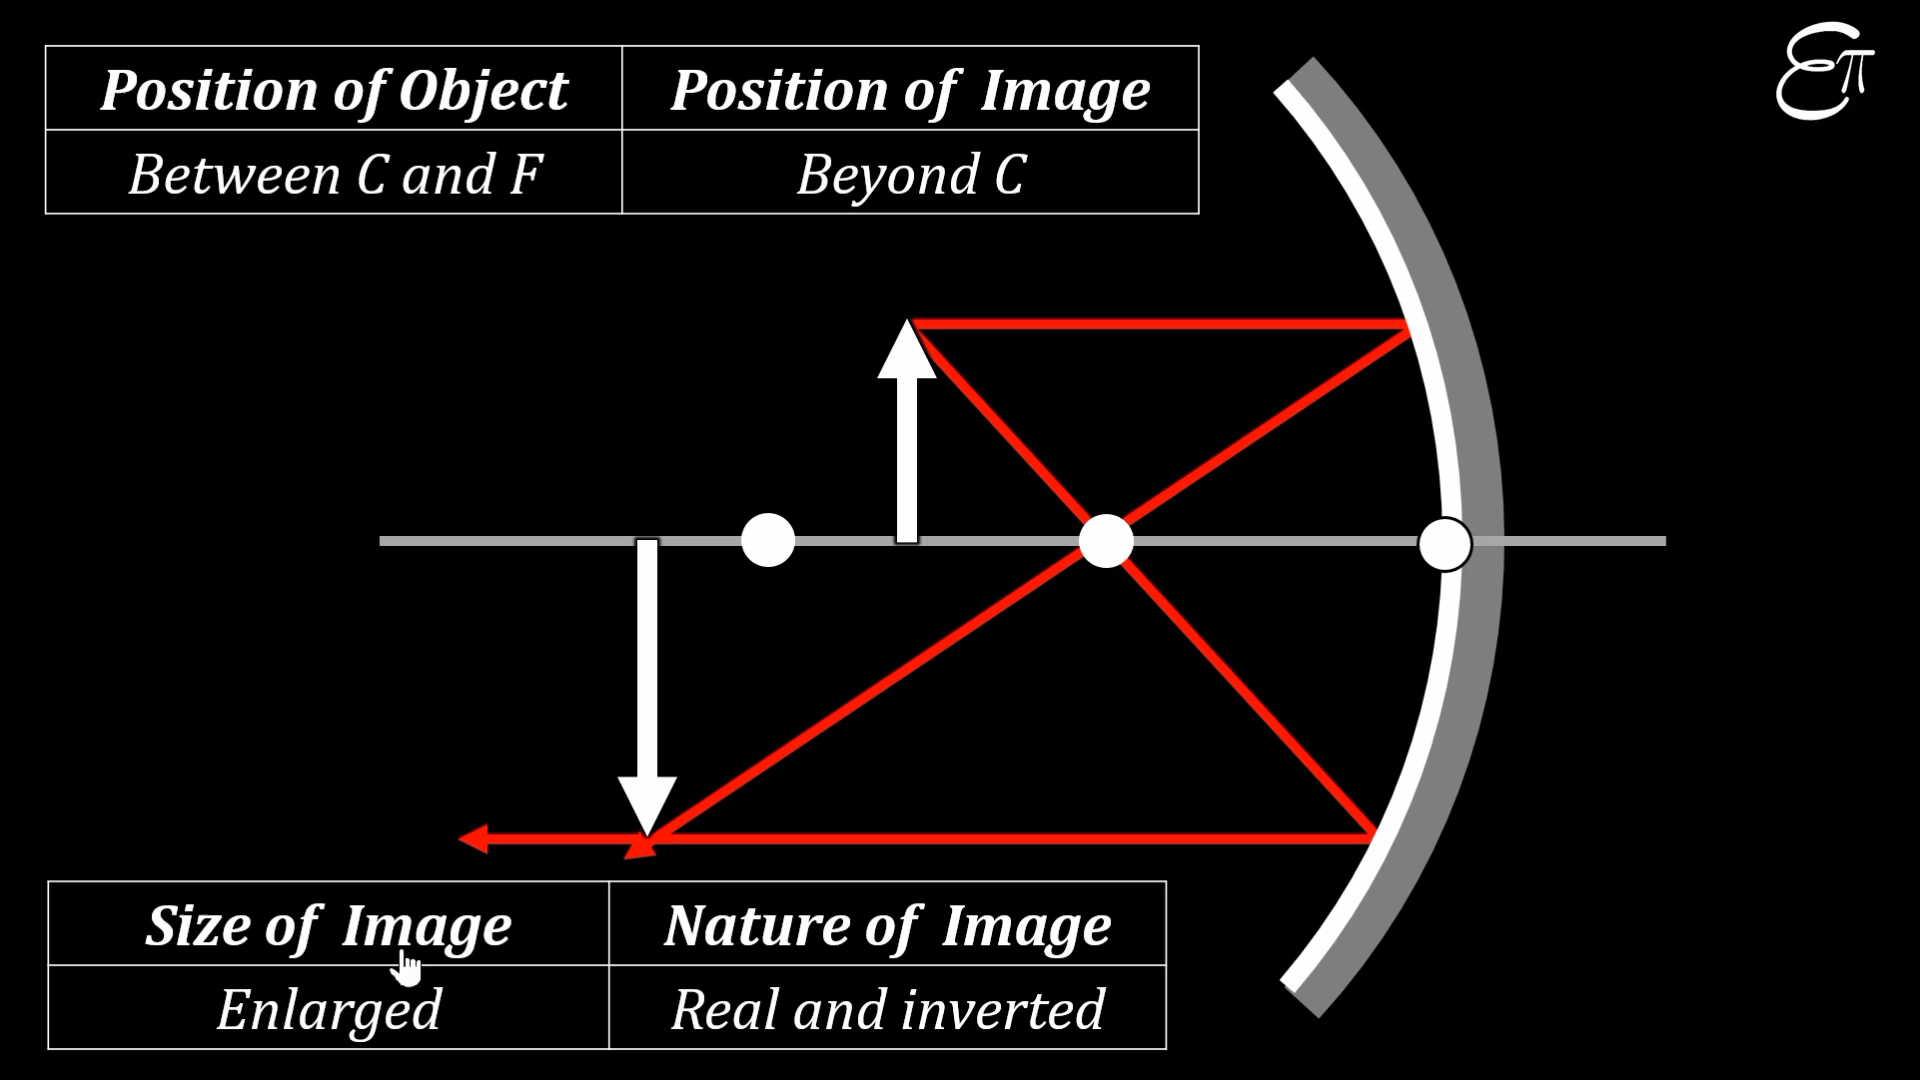 Position of Object
Position of Image
Between C and F
Beyond C
Size of Image
Nature of Image
Enlarged
Real and inverted
επ